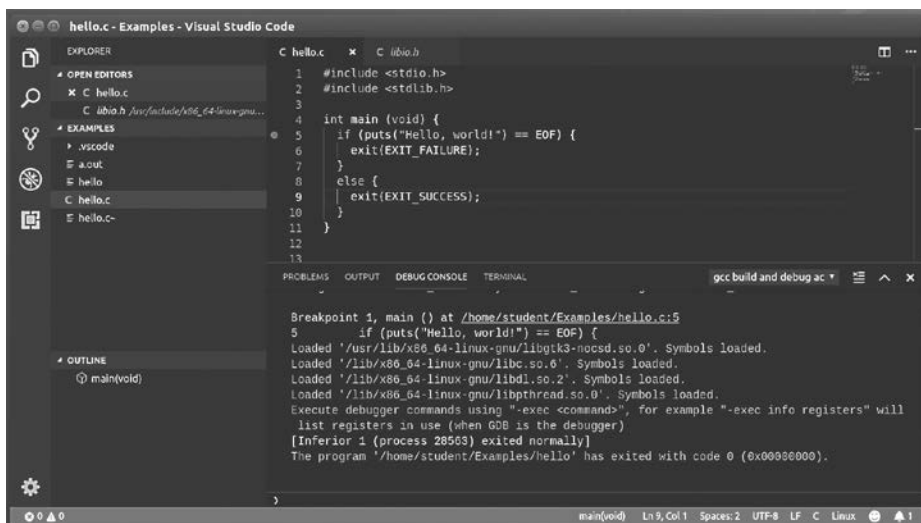 hello.c - Examples - Visual Studio Code
EXPLORER
OPEN EDITORS
C hello.c
C libio.h /usr/include/x86_64-linux-gnu...
EXAMPLES
.vscode
a.out
hello
C hello.c
hello.c~
OUTLINE
main(void)
C hello.c
C libio.h
1 #include <stdio.h>
2 #include <stdlib.h>
3
4 int main (void) {
5 if (puts("Hello, world!") == EOF) {
6 exit(EXIT_FAILURE);
7 }
8 else {
9 exit(EXIT_SUCCESS);
10 }
11 }
12
13
PROBLEMS OUTPUT DEBUG CONSOLE TERMINAL gcc build and debug ac
Breakpoint 1, main () at /home/student/Examples/hello.c:5
5 if (puts("Hello, world!") == EOF) {
Loaded '/usr/lib/x86_64-linux-gnu/libgtk3-nocsd.so.0'. Symbols loaded.
Loaded '/lib/x86_64-linux-gnu/libc.so.6'. Symbols loaded.
Loaded '/lib/x86_64-linux-gnu/libdl.so.2'. Symbols loaded.
Loaded '/lib/x86_64-linux-gnu/libpthread.so.0'. Symbols loaded.
Execute debugger commands using "-exec <command>", for example "-exec info registers" will
list registers in use (when GDB is the debugger)
[Inferior 1 (process 28563) exited normally]
The program '/home/student/Examples/hello' has exited with code 0 (0x00000000).
0 0 main(void) Ln 9, Col 1 Spaces: 2 UTF-8 LF C Linux 1